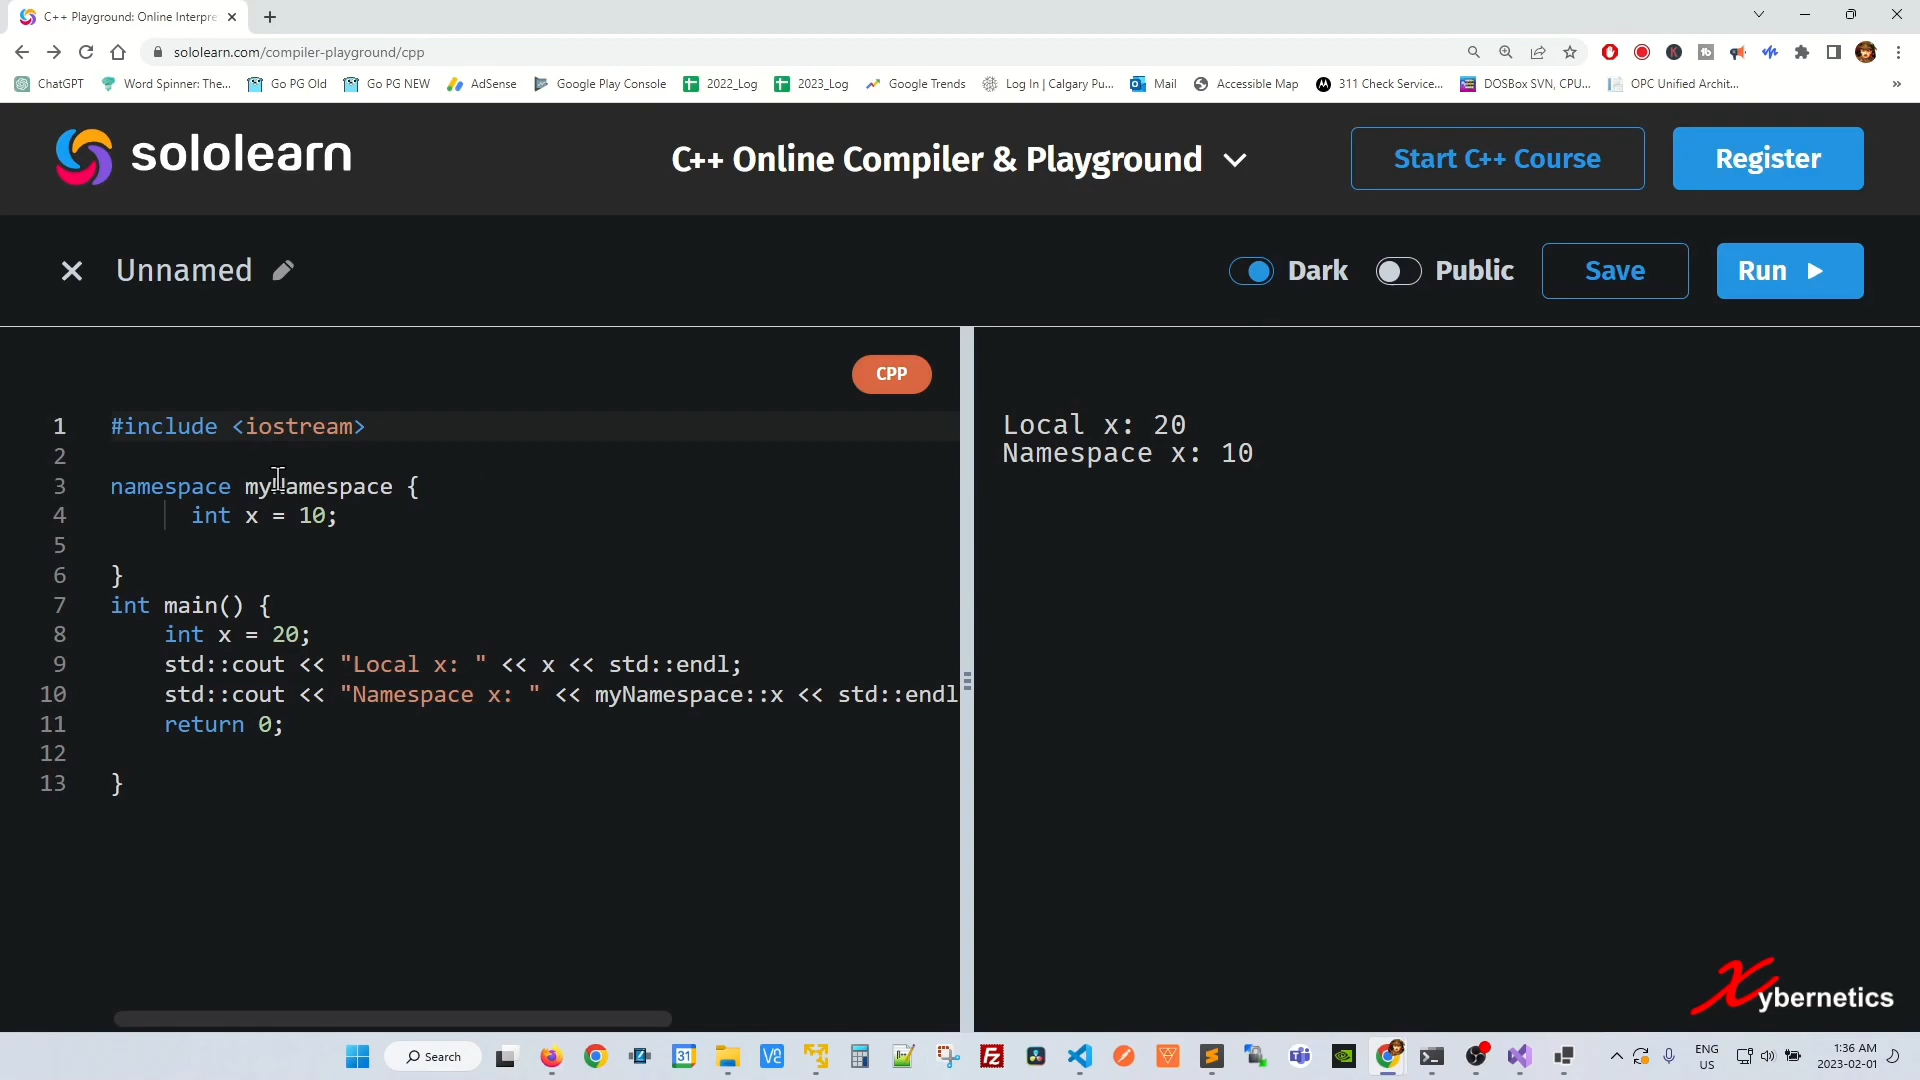 C++ Playground: Online Interpre
sololearn.com/compiler-playground/cpp
ChatGPT
Word Spinner: The...
Go PG Old
Go PG NEW
AdSense
Google Play Console
2022_Log
2023_Log
Google Trends
Log In | Calgary Pu...
Mail
Accessible Map
311 Check Service...
DOSBox SVN, CPU...
OPC Unified Archit...
»
sololearn
C++ Online Compiler & Playground
Start C++ Course
Register
Unnamed
Dark
Public
Save
Run
CPP
1 #include <iostream>
2
3 namespace myNamespace {
4 int x = 10;
5
6 }
7 int main() {
8 int x = 20;
9 std::cout << "Local x: " << x << std::endl;
10 std::cout << "Namespace x: " << myNamespace::x << std::endl
11 return 0;
12
13 }
Local x: 20
Namespace x: 10
Xybernetics
Search
31
ENG
US
1:36 AM
2023-02-01